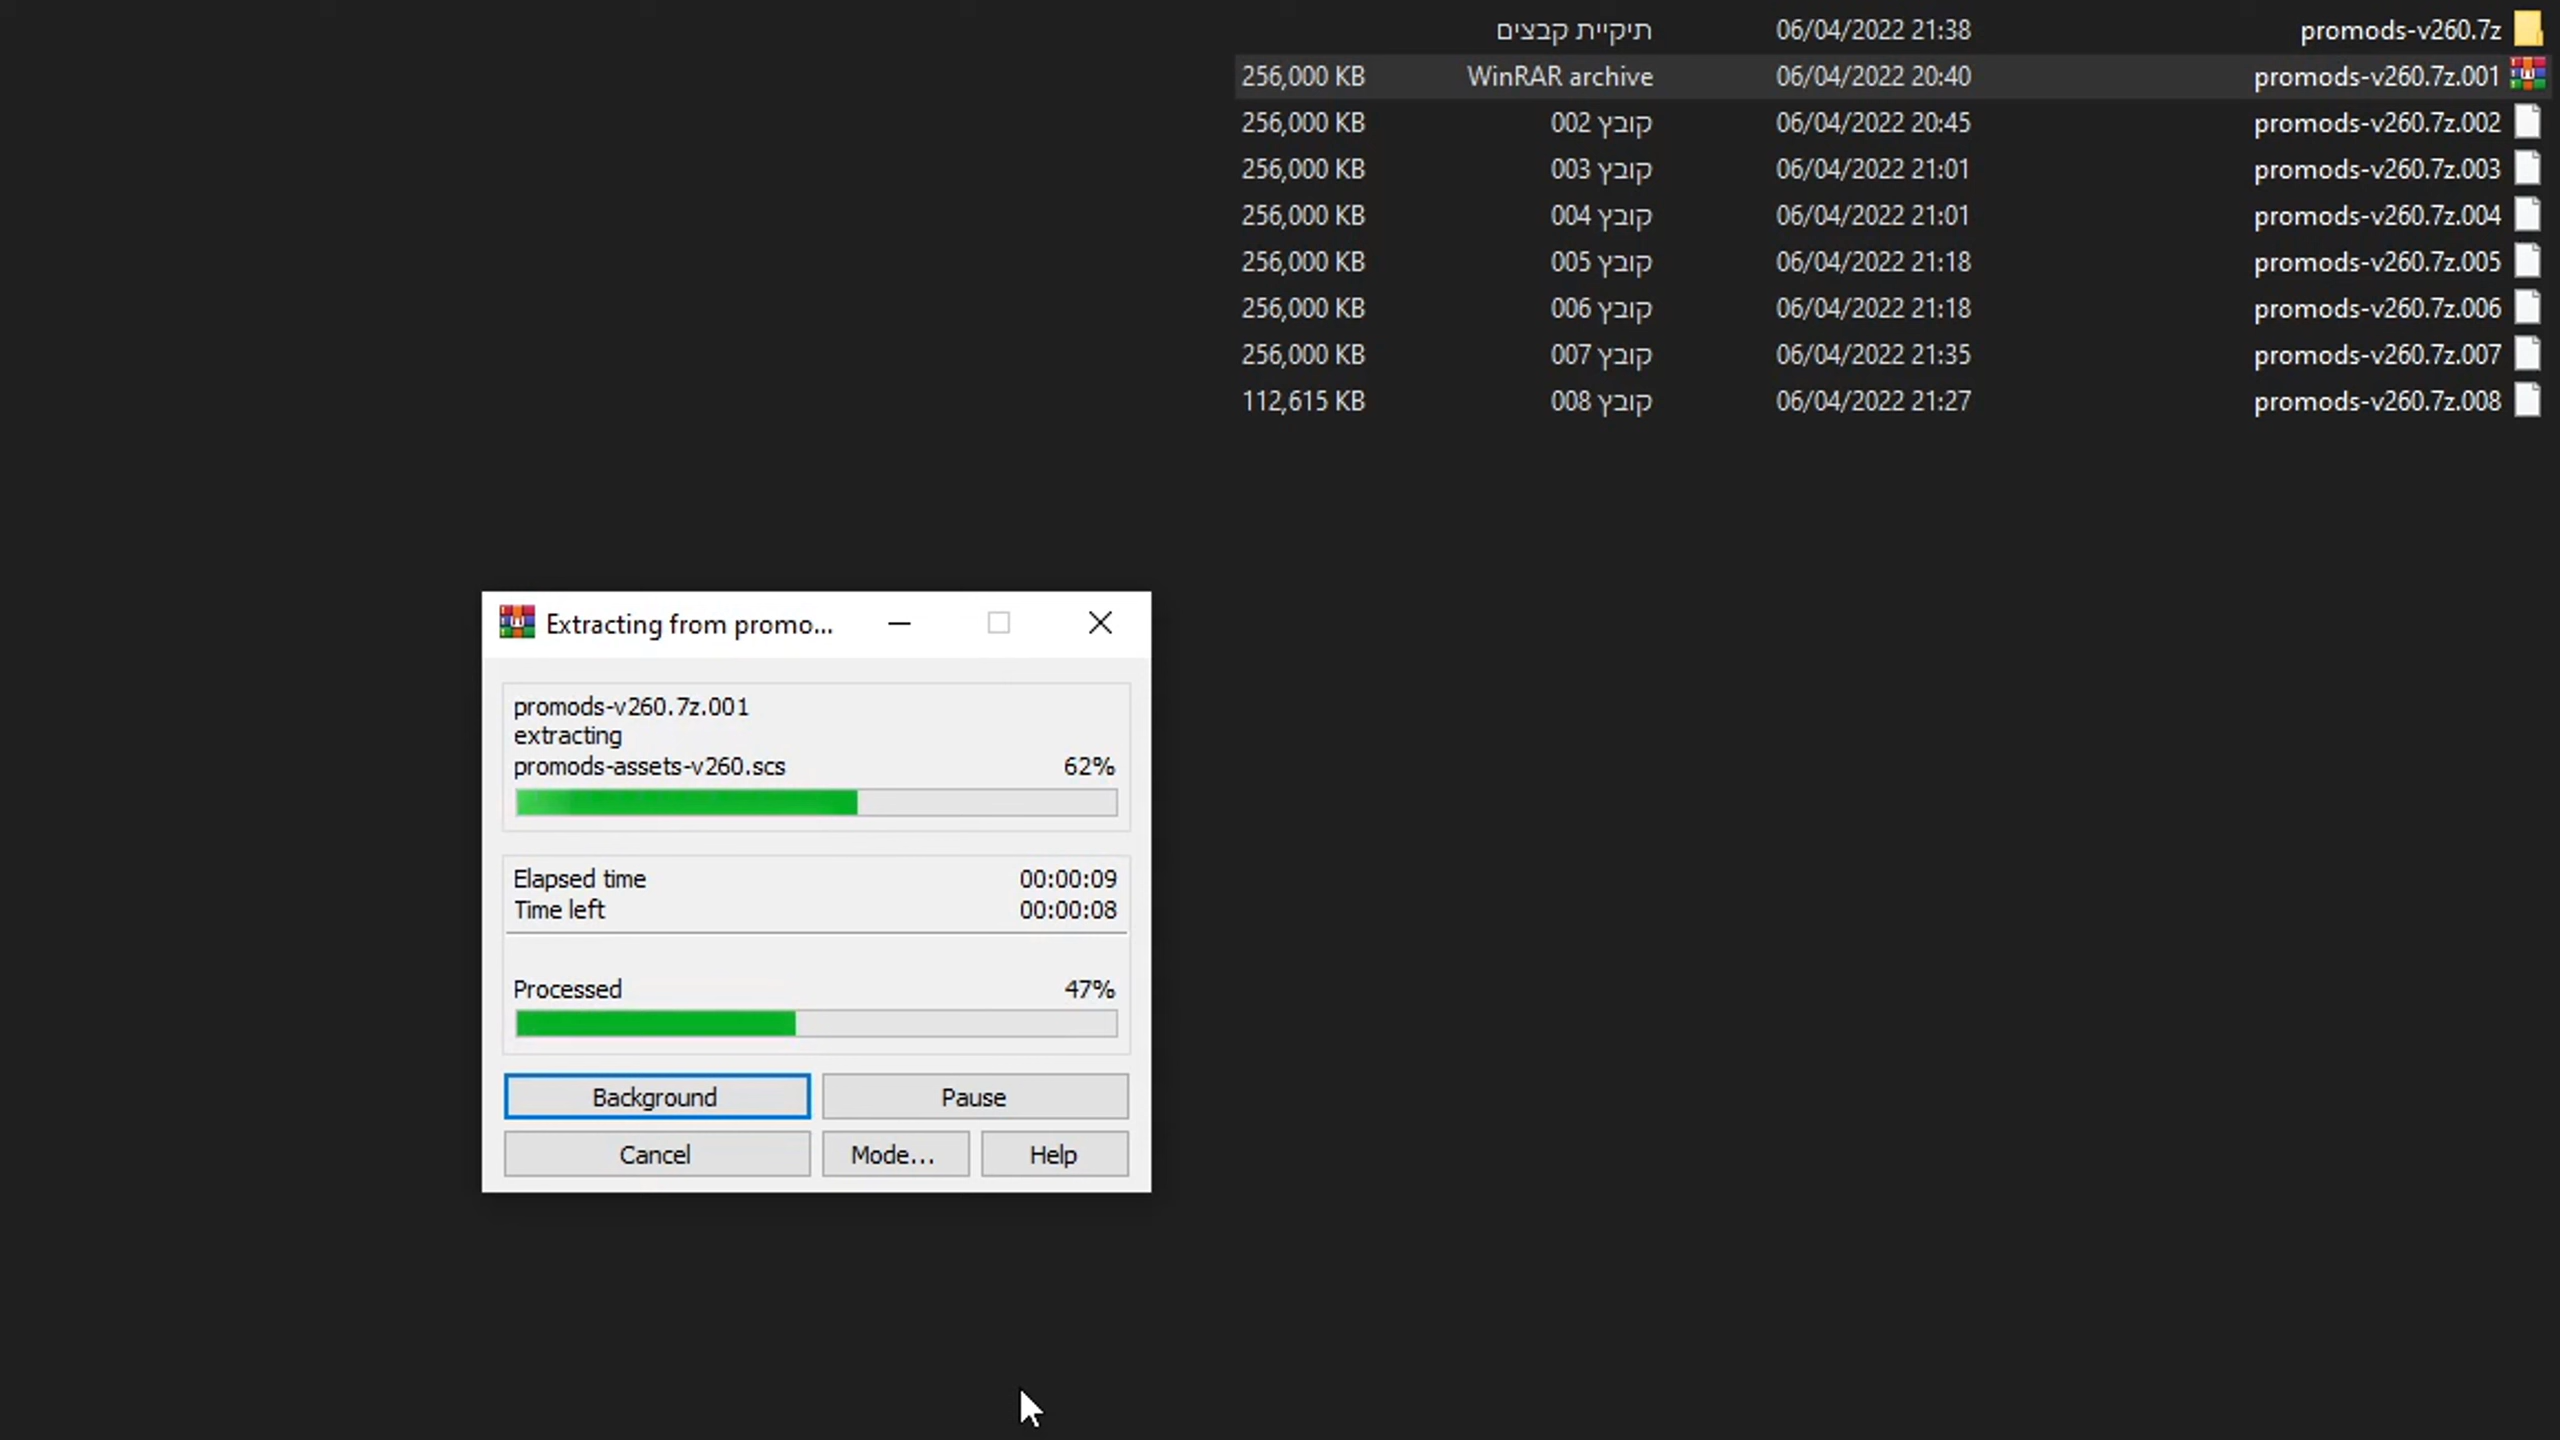 promods-v260.7z 06/04/2022 21:38 תיקיית קבצים
promods-v260.7z.001 06/04/2022 20:40 WinRAR archive 256,000 KB
promods-v260.7z.002 06/04/2022 20:45 קובץ 002 256,000 KB
promods-v260.7z.003 06/04/2022 21:01 קובץ 003 256,000 KB
promods-v260.7z.004 06/04/2022 21:01 קובץ 004 256,000 KB
promods-v260.7z.005 06/04/2022 21:18 קובץ 005 256,000 KB
promods-v260.7z.006 06/04/2022 21:18 קובץ 006 256,000 KB
promods-v260.7z.007 06/04/2022 21:35 קובץ 007 256,000 KB
promods-v260.7z.008 06/04/2022 21:27 קובץ 008 112,615 KB
Extracting from promo...
promods-v260.7z.001
extracting
promods-assets-v260.scs 62%
Elapsed time 00:00:09
Time left 00:00:08
Processed 47%
Background Pause
Cancel Mode... Help